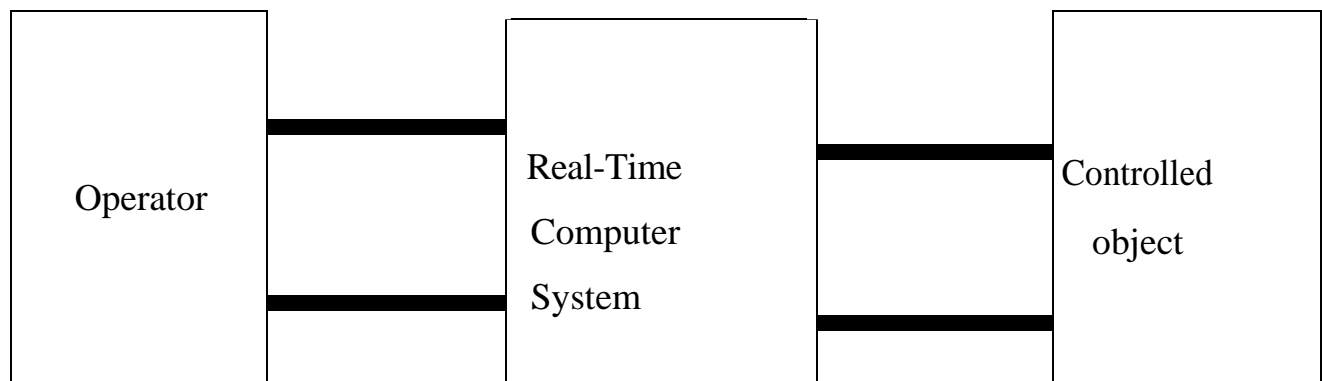 Operator
Real-Time
Computer
System
Controlled
object